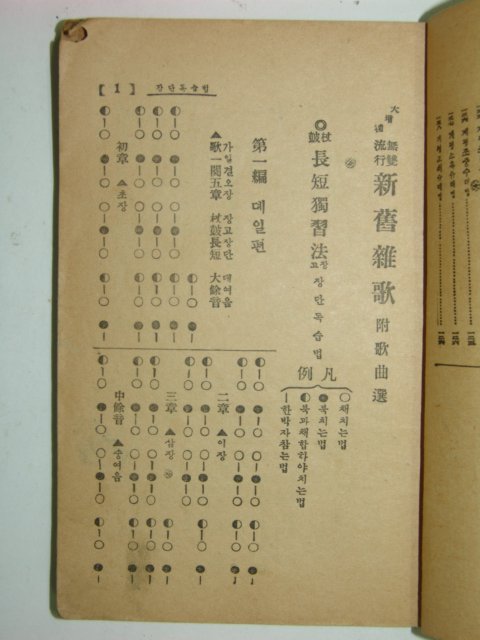 【1】 장단독습법
大增補 無雙流行 新舊雜歌 附歌曲選
◎杖鼓長短獨習法 장고장단독습법
凡例
○채치는법
●북치는법
◐북과채합하야치는법
ㅣ한박자참는법
第一編 뎨일편
가일결오장 장고장단 대여음
▲歌一闋五章 杖鼓長短 大餘音
初章 ▲초장
二章 ▲이장
三章 ▲삼장
中餘音 ▲중여음